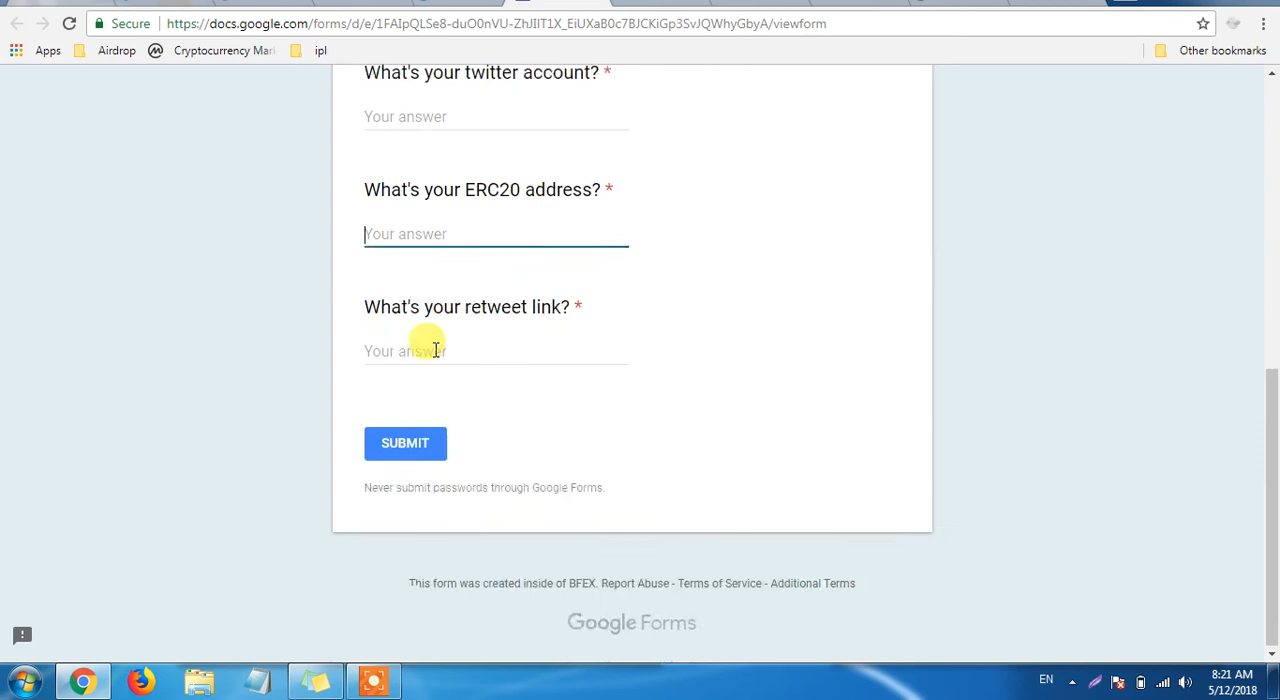 Secure
https://docs.google.com/forms/d/e/1FAIpQLSe8-duO0nVU-ZhJIIT1X_EiUXaB0c7BJCKiGp3SvJQWhyGbyA/viewform
Apps
Airdrop
Cryptocurrency Mar
ipl
Other bookmarks
What's your twitter account? *
Your answer
What's your ERC20 address? *
Your answer
What's your retweet link? *
Your answer
SUBMIT
Never submit passwords through Google Forms.
This form was created inside of BFEX. Report Abuse - Terms of Service - Additional Terms
Google Forms
EN
8:21 AM
5/12/2018